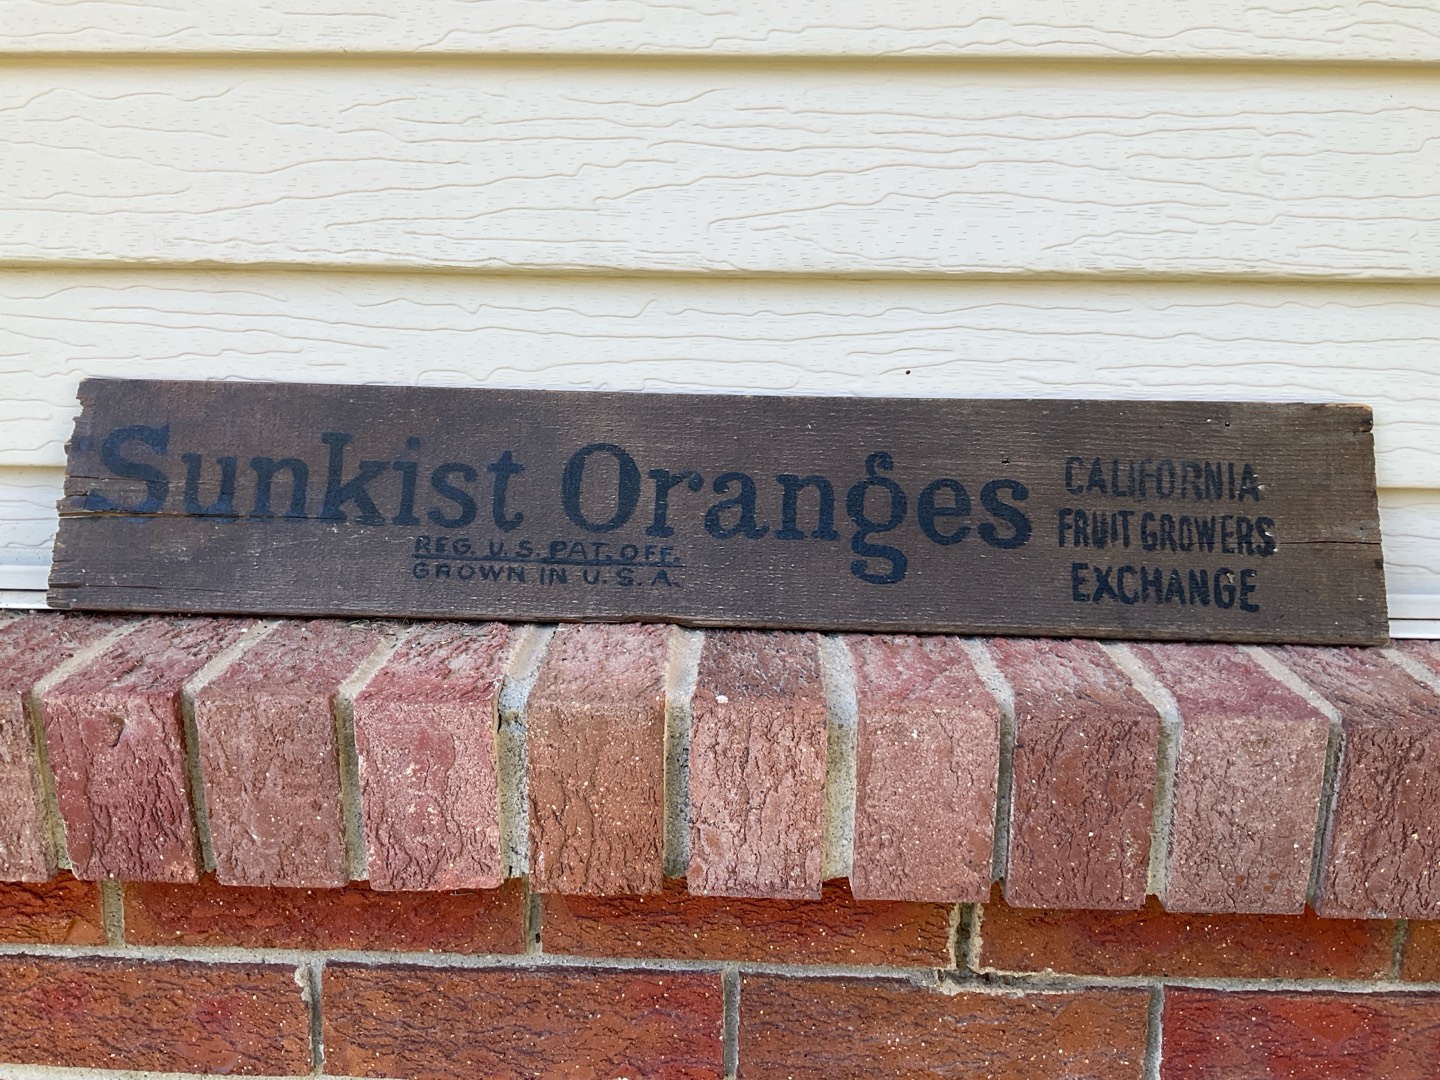 Sunkist Oranges
REG. U.S. PAT. OFF.
GROWN IN U.S.A.
CALIFORNIA
FRUIT GROWERS
EXCHANGE